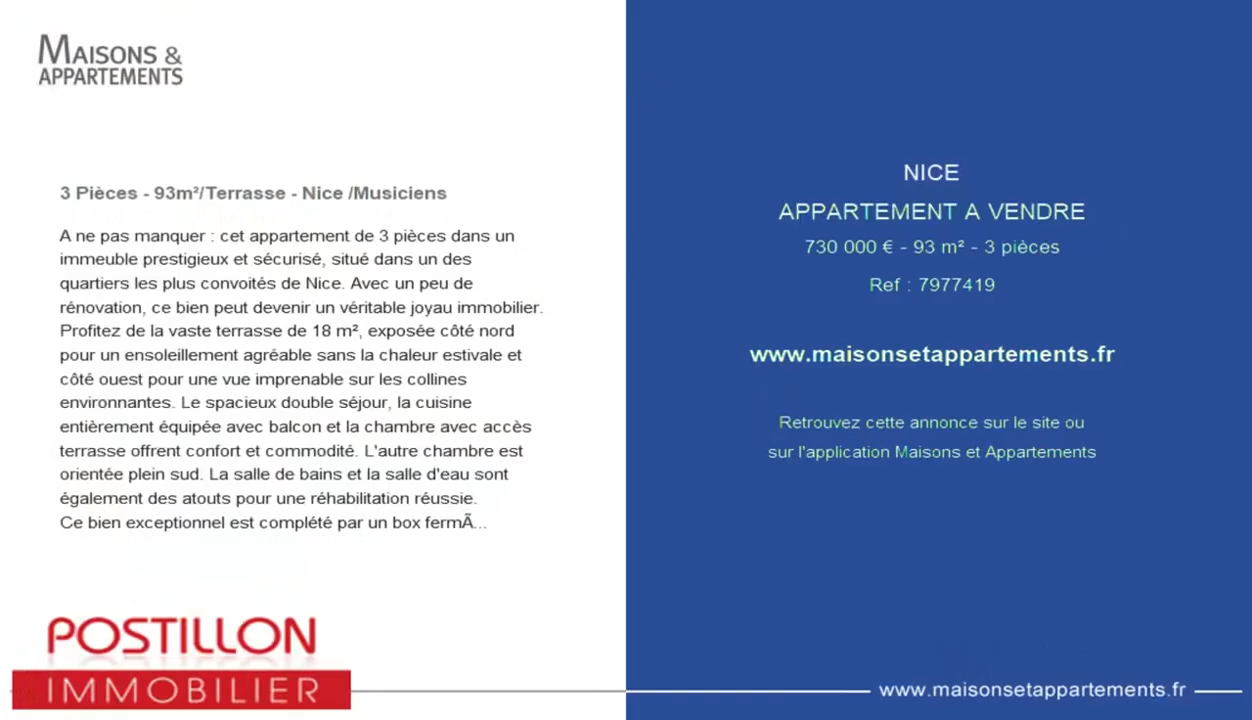 MAISONS &
APPARTEMENTS
3 Pièces - 93m²/Terrasse - Nice /Musiciens
A ne pas manquer : cet appartement de 3 pièces dans un
immeuble prestigieux et sécurisé, situé dans un des
quartiers les plus convoités de Nice. Avec un peu de
rénovation, ce bien peut devenir un véritable joyau immobilier.
Profitez de la vaste terrasse de 18 m², exposée côté nord
pour un ensoleillement agréable sans la chaleur estivale et
côté ouest pour une vue imprenable sur les collines
environnantes. Le spacieux double séjour, la cuisine
entièrement équipée avec balcon et la chambre avec accès
terrasse offrent confort et commodité. L'autre chambre est
orientée plein sud. La salle de bains et la salle d'eau sont
également des atouts pour une réhabilitation réussie.
Ce bien exceptionnel est complété par un box fermÃ...
POSTILLON
IMMOBILIER
NICE
APPARTEMENT A VENDRE
730 000 € - 93 m² - 3 pièces
Ref : 7977419
www.maisonsetappartements.fr
Retrouvez cette annonce sur le site ou
sur l'application Maisons et Appartements
www.maisonsetappartements.fr